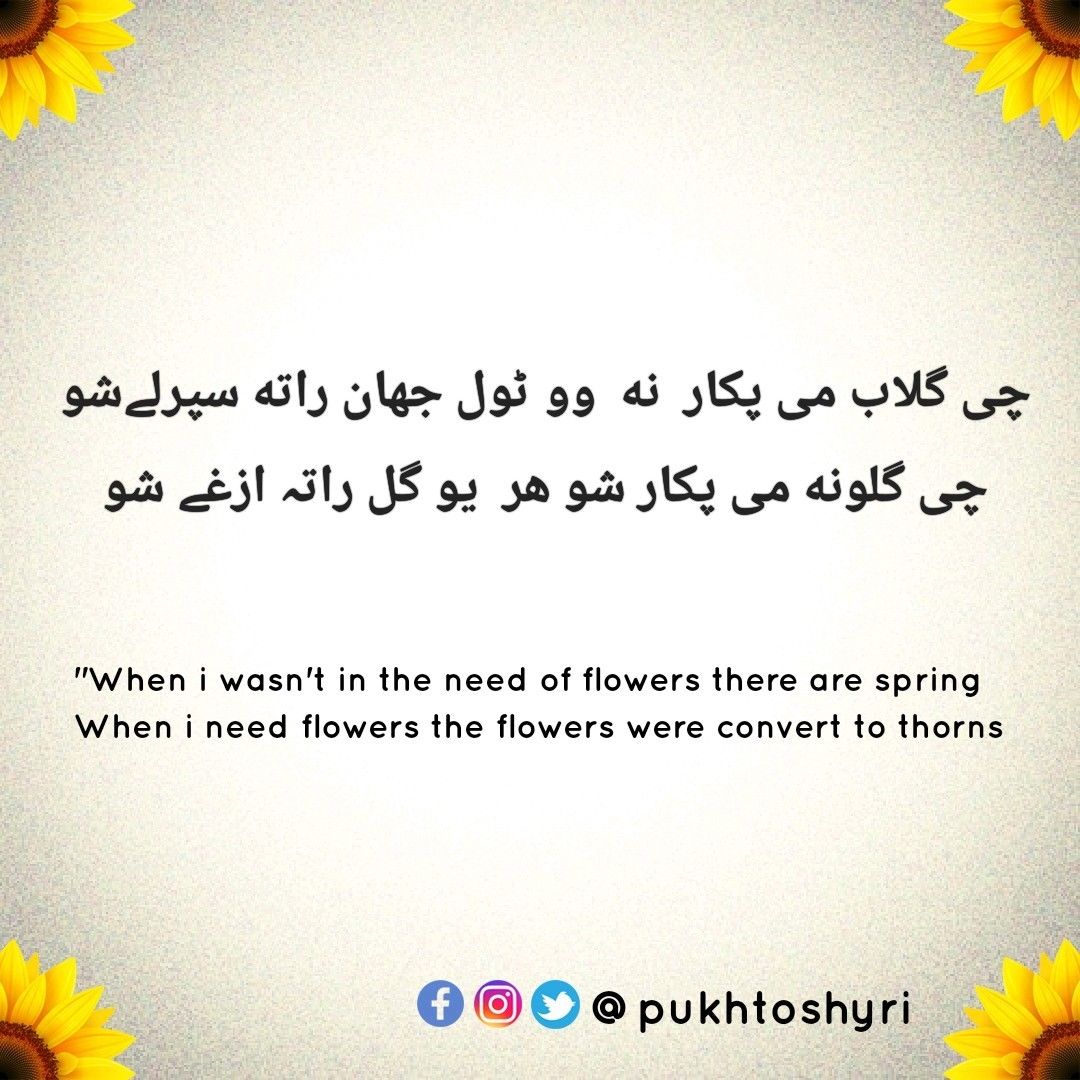 چی گلاب می پکار نه وو ٹول جهان راته سپرلے شو
چی گلونه می پکار شو هر یو گل راتہ ازغے شو
"When i wasn't in the need of flowers there are spring
When i need flowers the flowers were convert to thorns
@pukhtoshyri